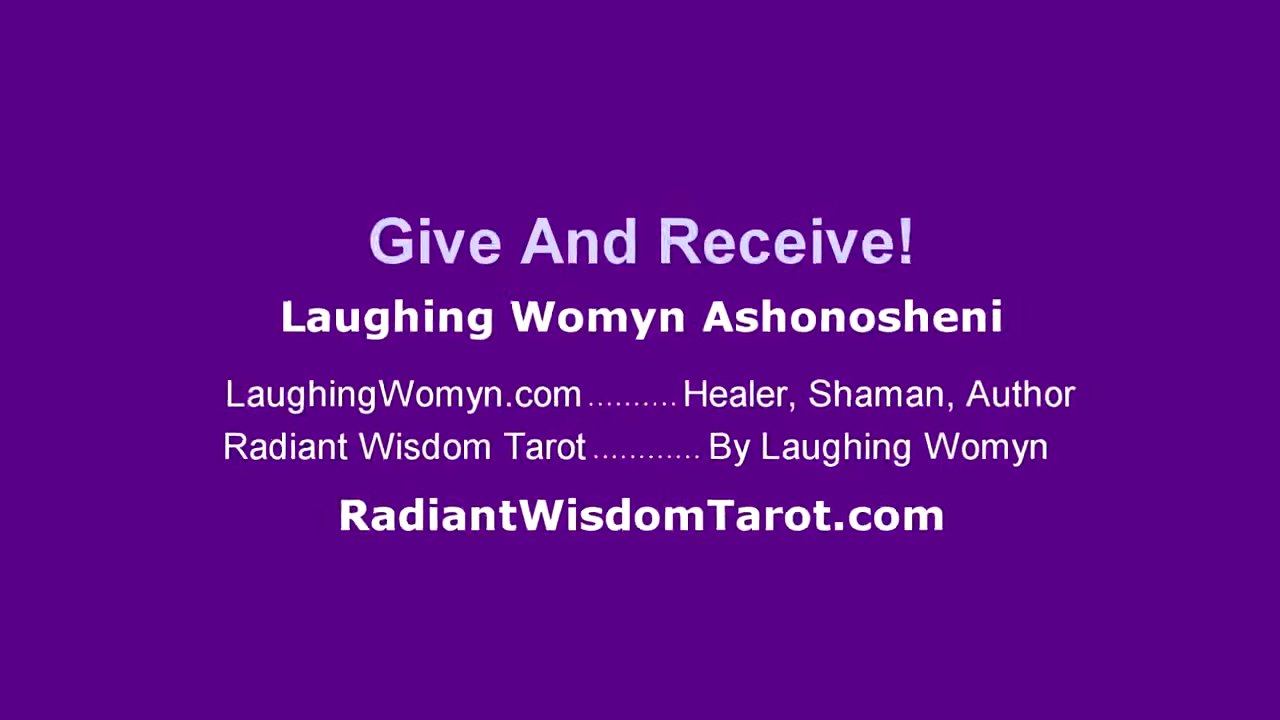 Give And Receive!
Laughing Womyn Ashonosheni
LaughingWomyn.com..........Healer, Shaman, Author
Radiant Wisdom Tarot............By Laughing Womyn
RadiantWisdomTarot.com